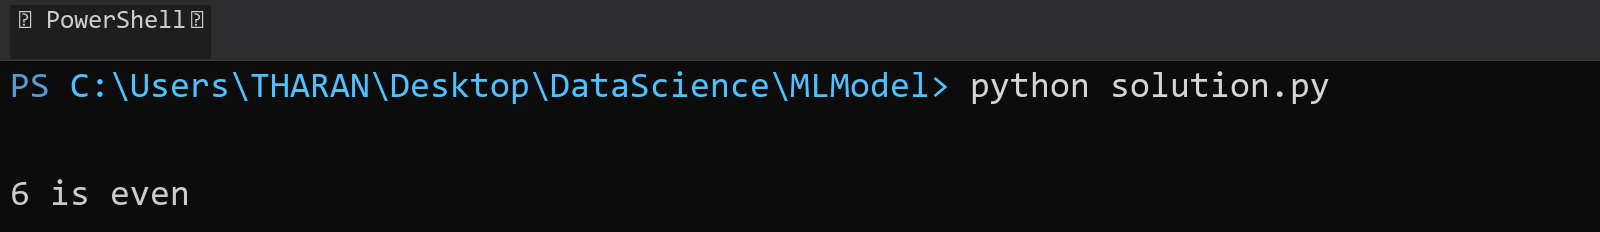 PowerShell
PS C:\Users\THARAN\Desktop\DataScience\MLModel> python solution.py
6 is even